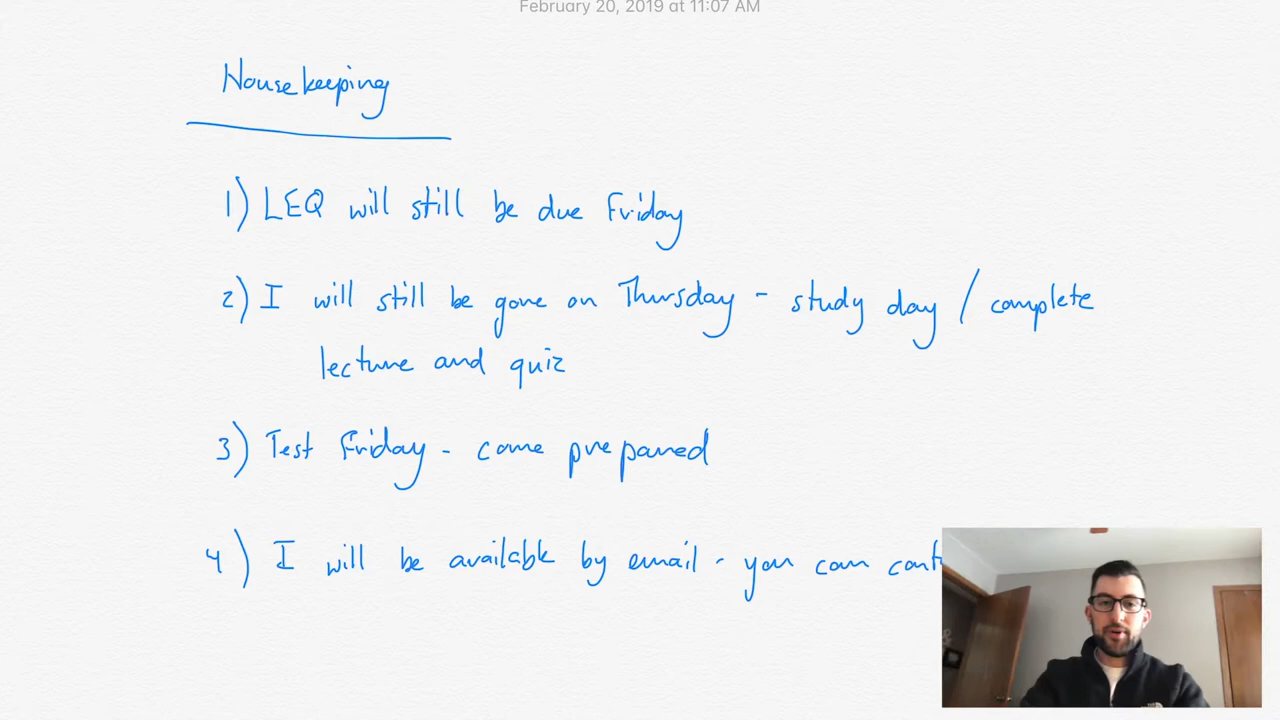 February 20, 2019 at 11:07 AM
Housekeeping
1) LEQ will still be due Friday
2) I will still be gone on Thursday - study day / complete
lecture and quiz
3) Test Friday - come prepared
4) I will be available by email - you can